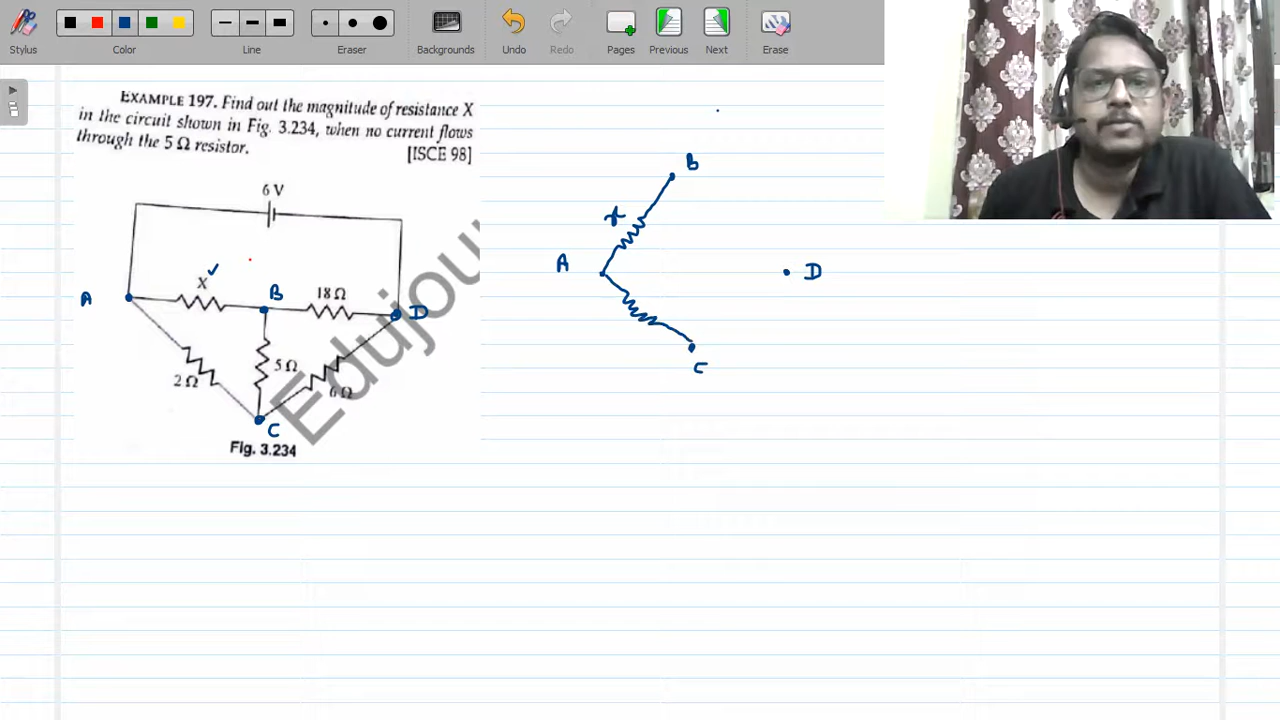 Stylus
Color
Line
Eraser
Backgrounds
Undo
Redo
Pages
Previous
Next
Erase
EXAMPLE 197. Find out the magnitude of resistance X
in the circuit shown in Fig. 3.234, when no current flows
through the 5 Ω resistor. [ISCE 98]
6 V
X
B
18 Ω
A
D
5 Ω
2 Ω
6 Ω
C
Fig. 3.234
Edujou
B
x
A
D
C